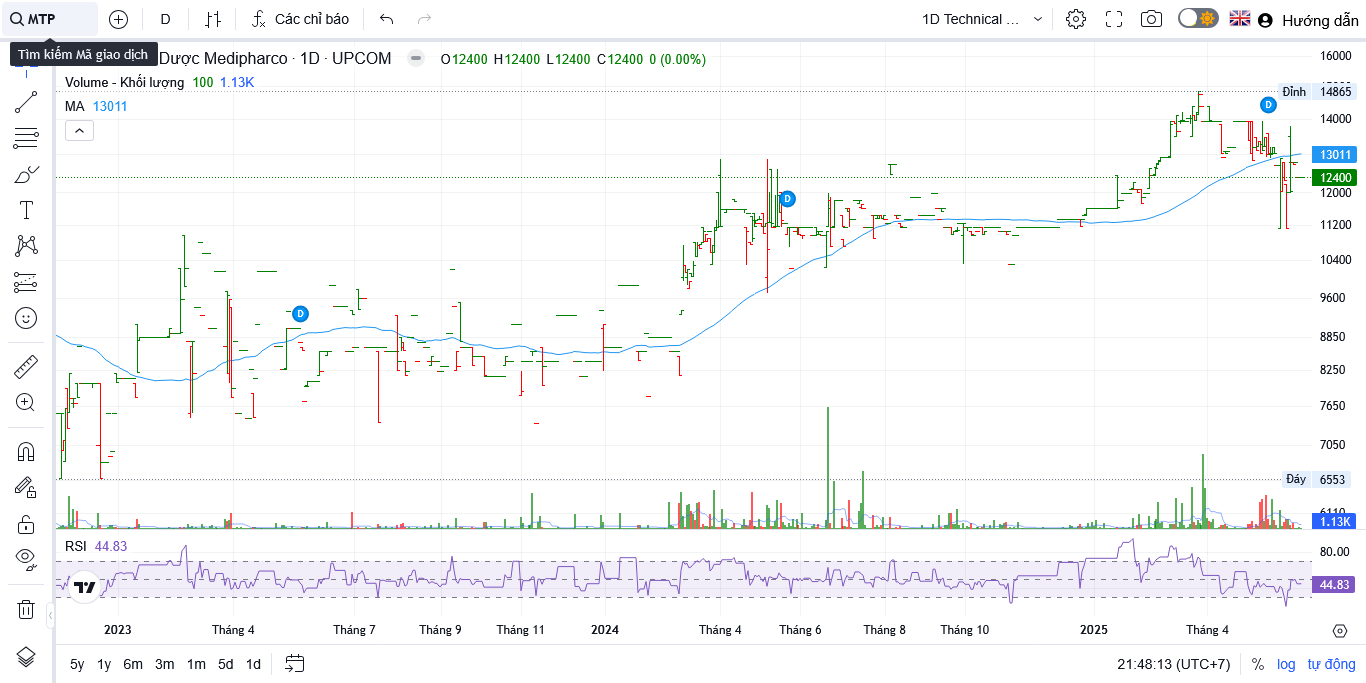 MTP
D
Các chỉ báo
1D Technical ...
Hướng dẫn
Tìm kiếm Mã giao dịch
Dược Medipharco · 1D · UPCOM
O12400 H12400 L12400 C12400 0 (0.00%)
Volume - Khối lượng 100 1.13K
MA 13011
16000
Đỉnh 14865
D
14000
13011
12400
12000
D
11200
10400
9600
D
8850
8250
7650
7050
Đáy 6553
1.13K
RSI 44.83
80.00
44.83
2023 Tháng 4 Tháng 7 Tháng 9 Tháng 11 2024 Tháng 4 Tháng 6 Tháng 8 Tháng 10 2025 Tháng 4
5y 1y 6m 3m 1m 5d 1d
21:48:13 (UTC+7) % log tự động